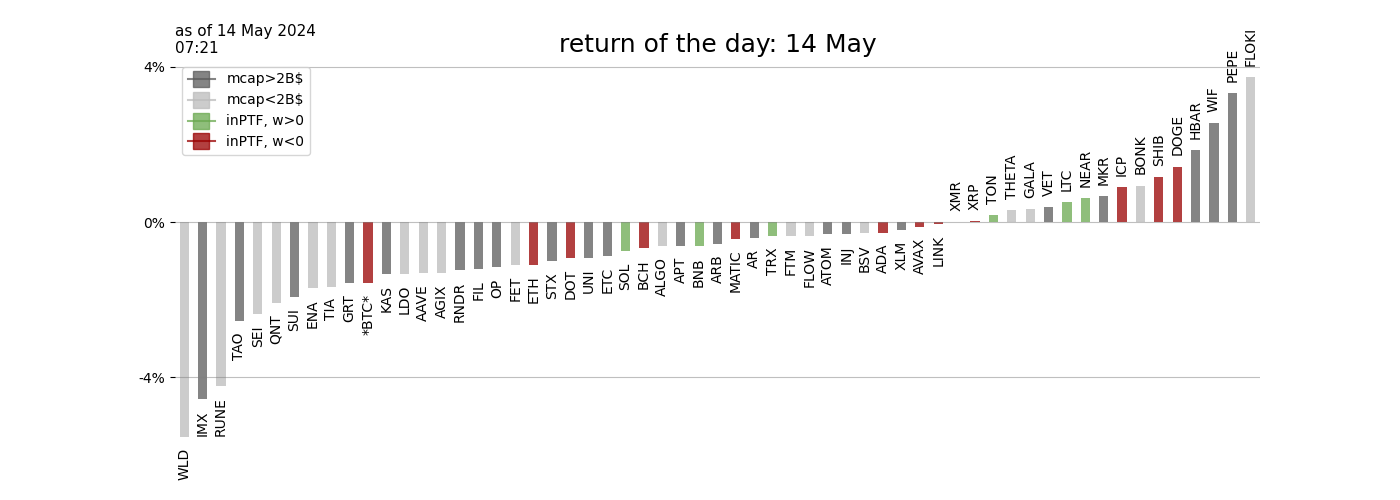 as of 14 May 2024
07:21
return of the day: 14 May
4%
0%
-4%
mcap>2B$
mcap<2B$
inPTF, w>0
inPTF, w<0
WLD
IMX
RUNE
TAO
SEI
QNT
SUI
ENA
TIA
GRT
*BTC*
KAS
LDO
AAVE
AGIX
RNDR
FIL
OP
FET
ETH
STX
DOT
UNI
ETC
SOL
BCH
ALGO
APT
BNB
ARB
MATIC
AR
TRX
FTM
FLOW
ATOM
INJ
BSV
ADA
XLM
AVAX
LINK
XMR
XRP
TON
THETA
GALA
VET
LTC
NEAR
MKR
ICP
BONK
SHIB
DOGE
HBAR
WIF
PEPE
FLOKI